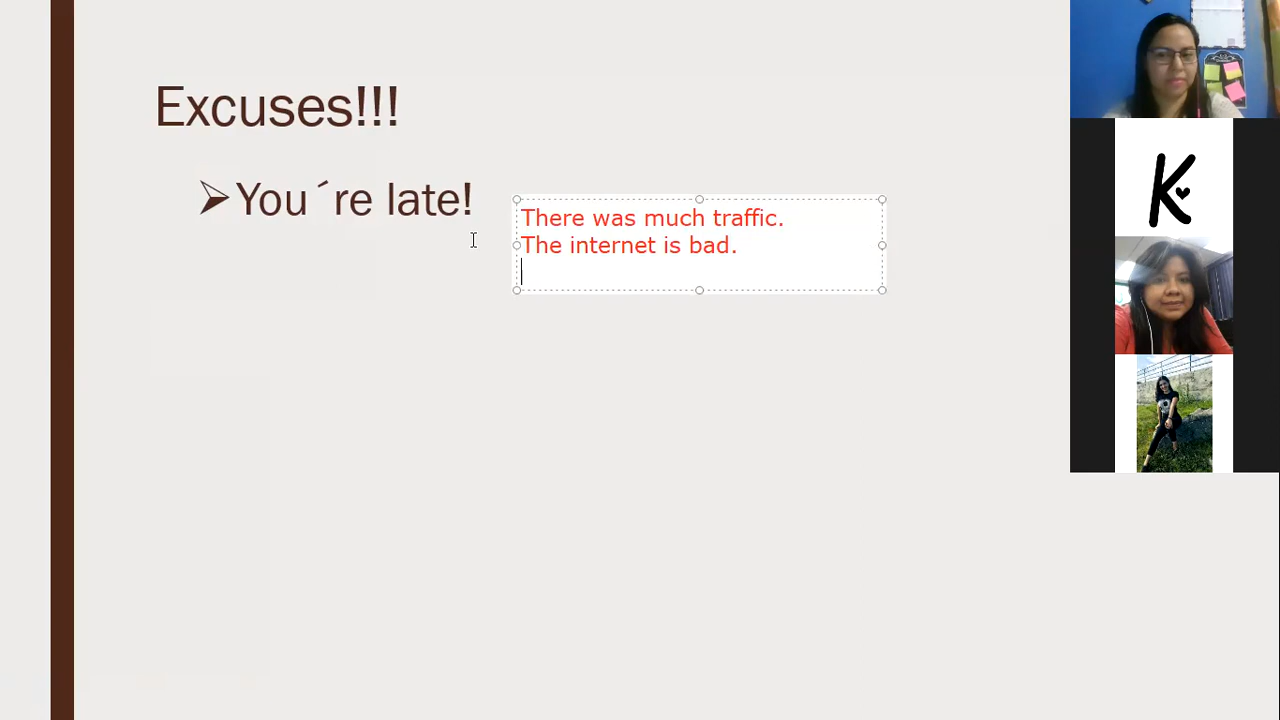 Excuses!!!
You´re late!
There was much traffic.
The internet is bad.
K